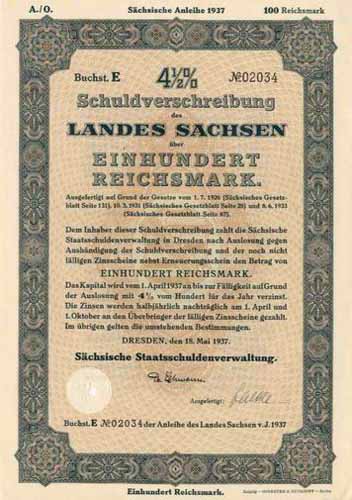 A./O. Sächsische Anleihe 1937 100 Reichsmark
Buchst. E 4½% №02034
Schuldverschreibung
des
LANDES SACHSEN
über
EINHUNDERT
REICHSMARK.
Ausgefertigt auf Grund der Gesetze vom 1. 7. 1926 (Sächsisches Gesetz-
blatt Seite 131), 10. 3. 1931 (Sächsisches Gesetzblatt Seite 29) und 8. 6. 1933
(Sächsisches Gesetzblatt Seite 67).
Dem Inhaber dieser Schuldverschreibung zahlt die Sächsische
Staatsschuldenverwaltung in Dresden nach Auslosung gegen
Aushändigung des Schuldverschreibung und der noch nicht
fälligen Zinsscheine nebst Erneuerungsschein den Betrag von
EINHUNDERT REICHSMARK.
Das Kapital wird vom 1. April 1937 an bis zur Fälligkeit auf Grund
der Auslosung mit 4½ vom Hundert für das Jahr verzinst.
Die Zinsen werden halbjährlich nachträglich am 1. April und
1. Oktober an den Überbringer der fälligen Zinsscheine gezahlt.
Im übrigen gelten die umstehenden Bestimmungen.
DRESDEN, den 18. Mai 1937.
Sächsische Staatsschuldenverwaltung.
Ausgefertigt:
Buchst. E №02034 der Anleihe des Landes Sachsen v. J. 1937
Einhundert Reichsmark.